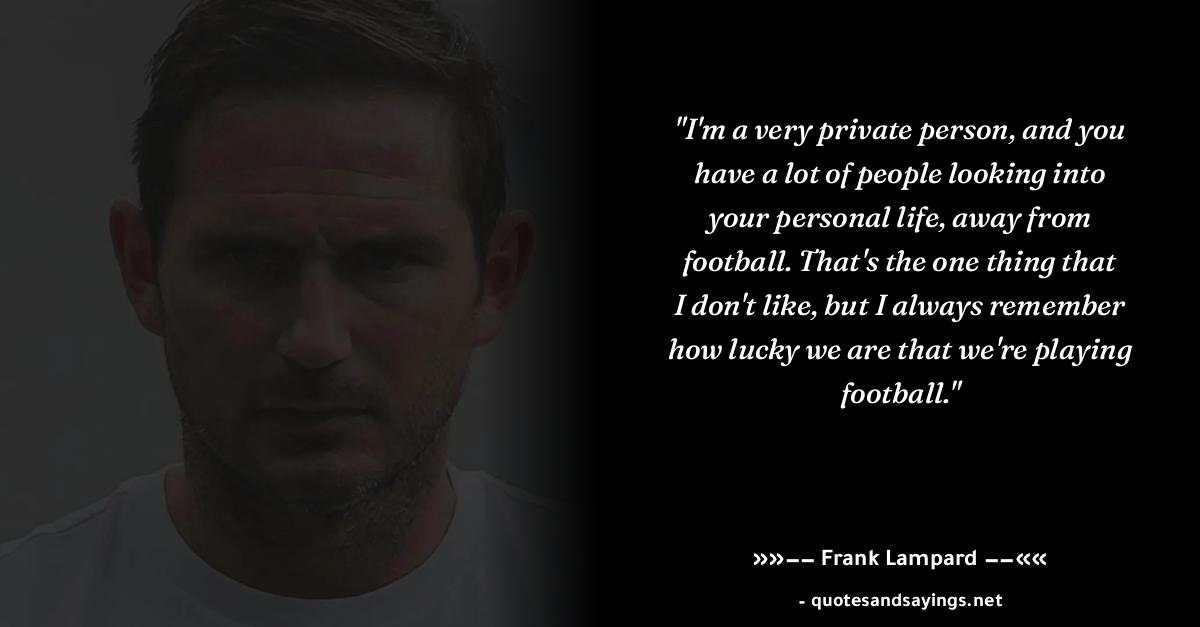 "I'm a very private person, and you
have a lot of people looking into
your personal life, away from
football. That's the one thing that
I don't like, but I always remember
how lucky we are that we're playing
football."
»»−− Frank Lampard −−««
- quotesandsayings.net